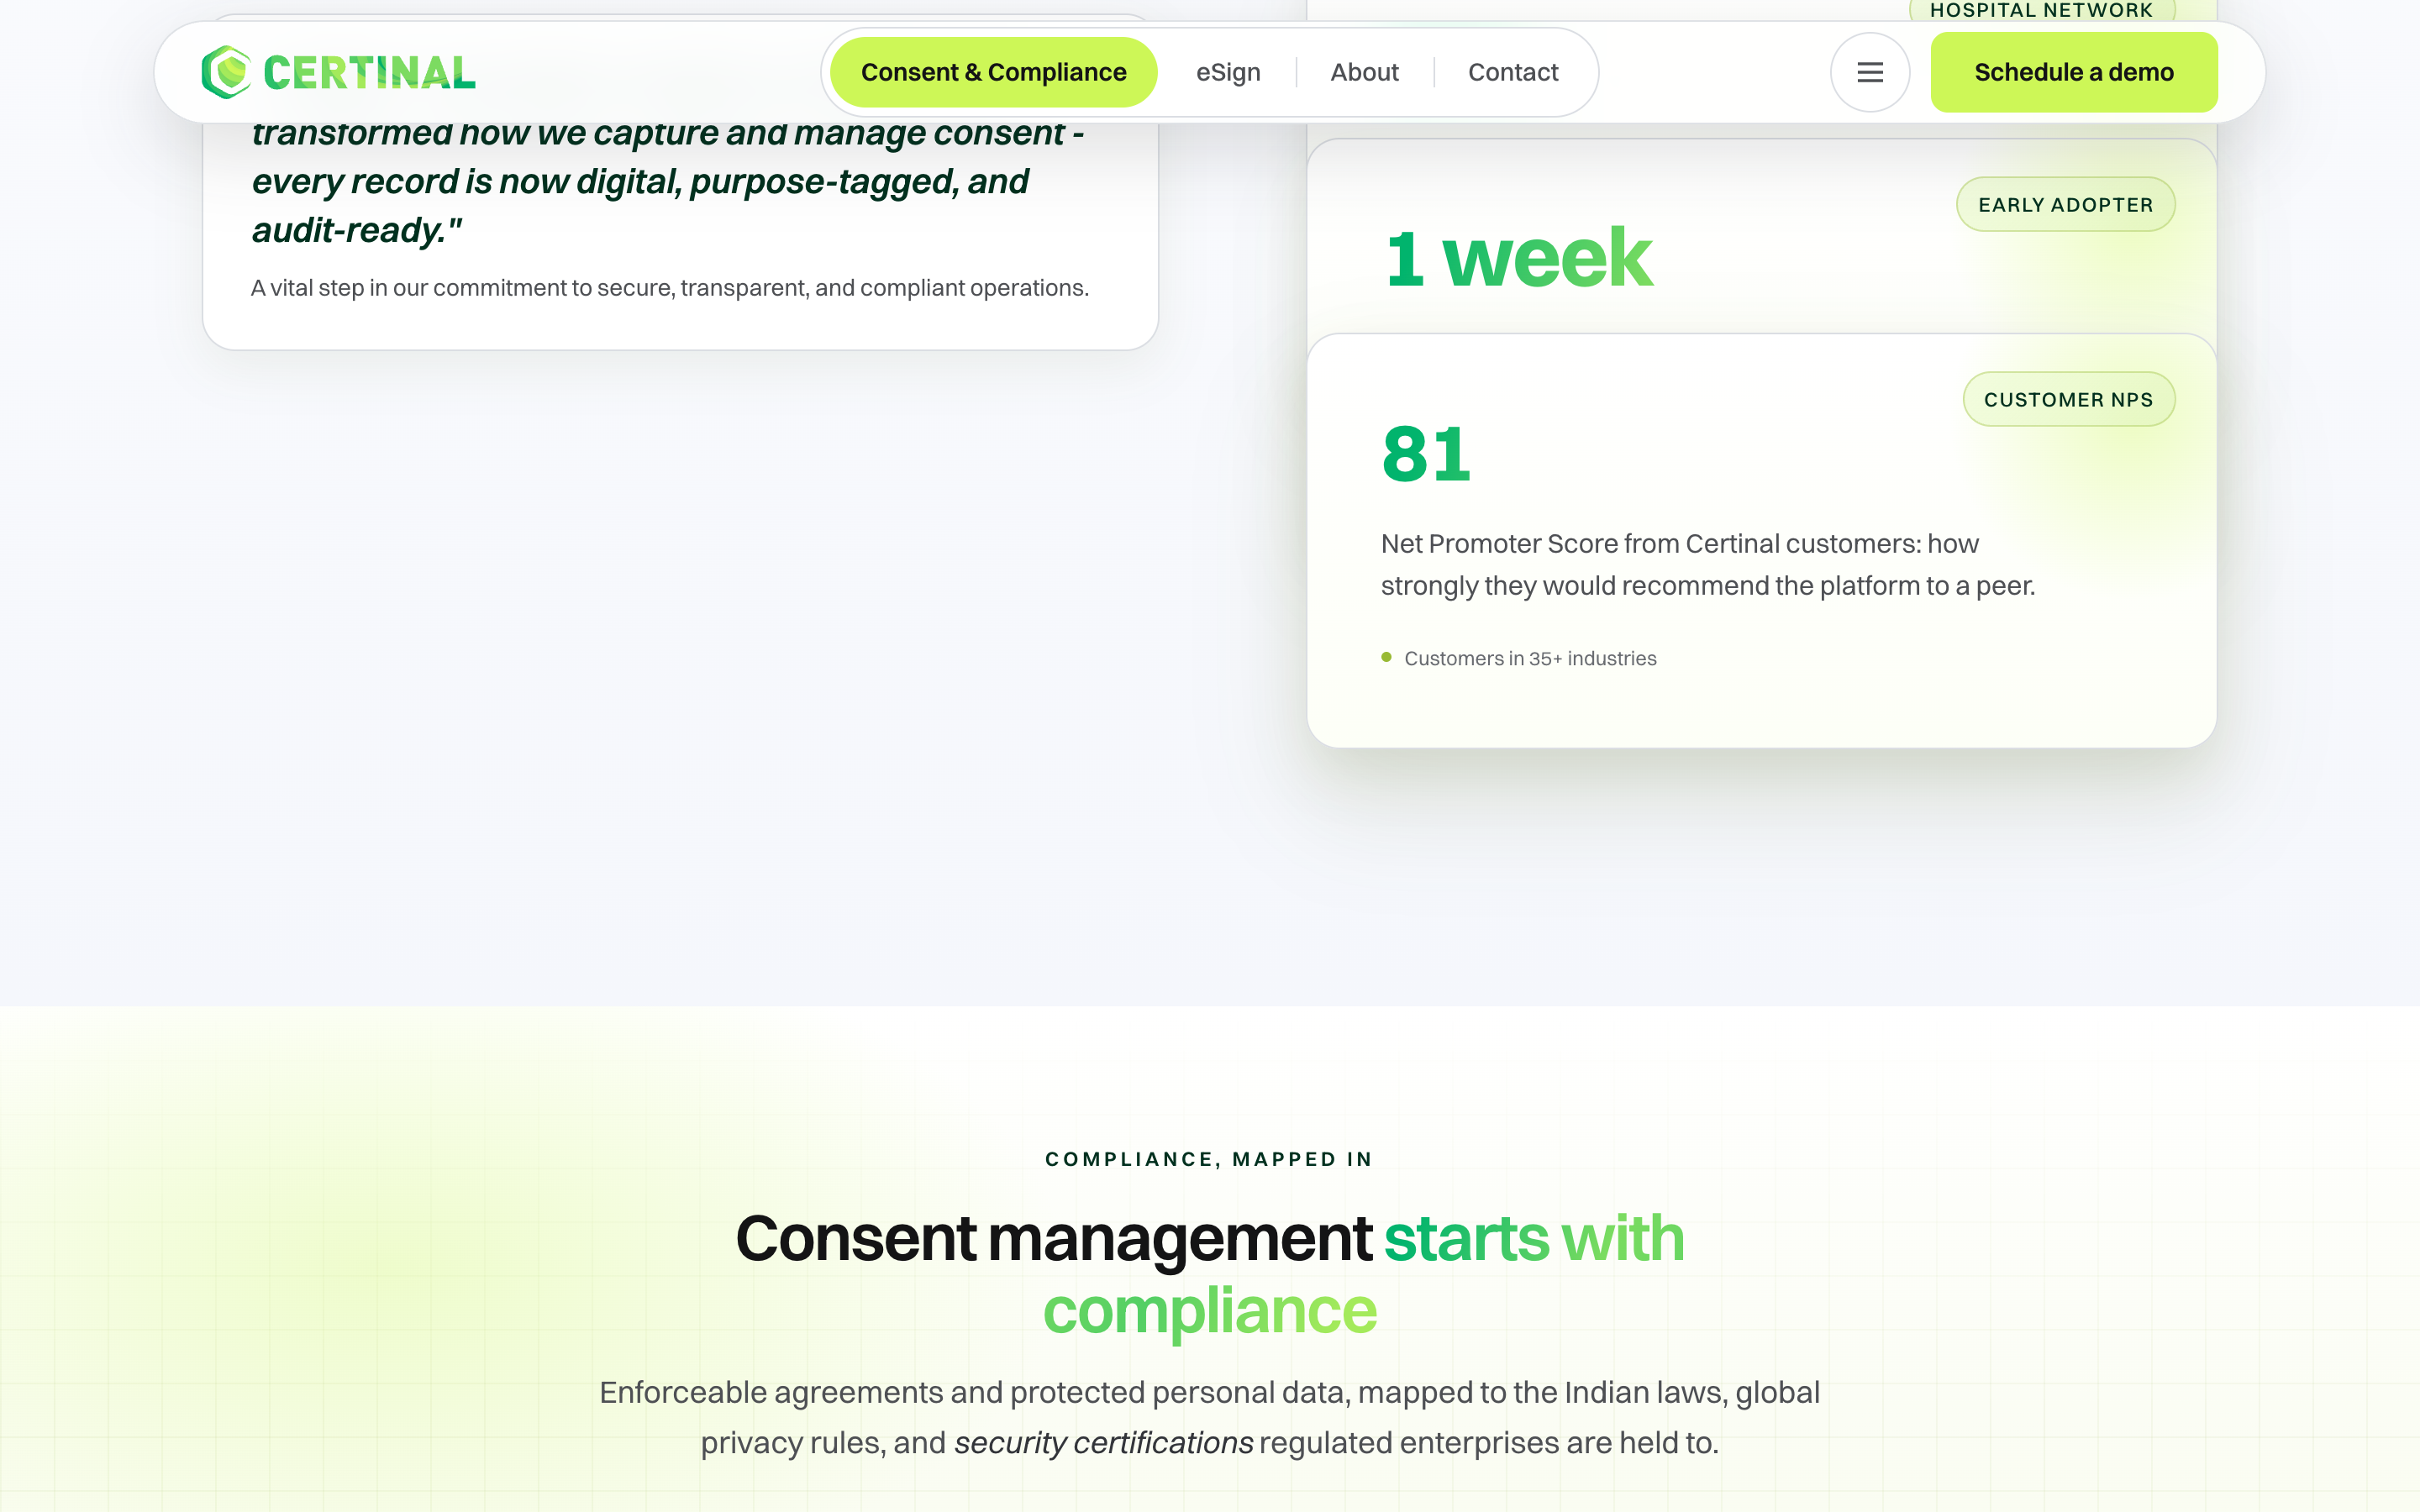 HOSPITAL NETWORK
CERTINAL
Consent & Compliance
eSign
About
Contact
Schedule a demo
transformed how we capture and manage consent -
every record is now digital, purpose-tagged, and
audit-ready."
A vital step in our commitment to secure, transparent, and compliant operations.
EARLY ADOPTER
1 week
CUSTOMER NPS
81
Net Promoter Score from Certinal customers: how
strongly they would recommend the platform to a peer.
Customers in 35+ industries
COMPLIANCE, MAPPED IN
Consent management starts with
compliance
Enforceable agreements and protected personal data, mapped to the Indian laws, global
privacy rules, and security certifications regulated enterprises are held to.